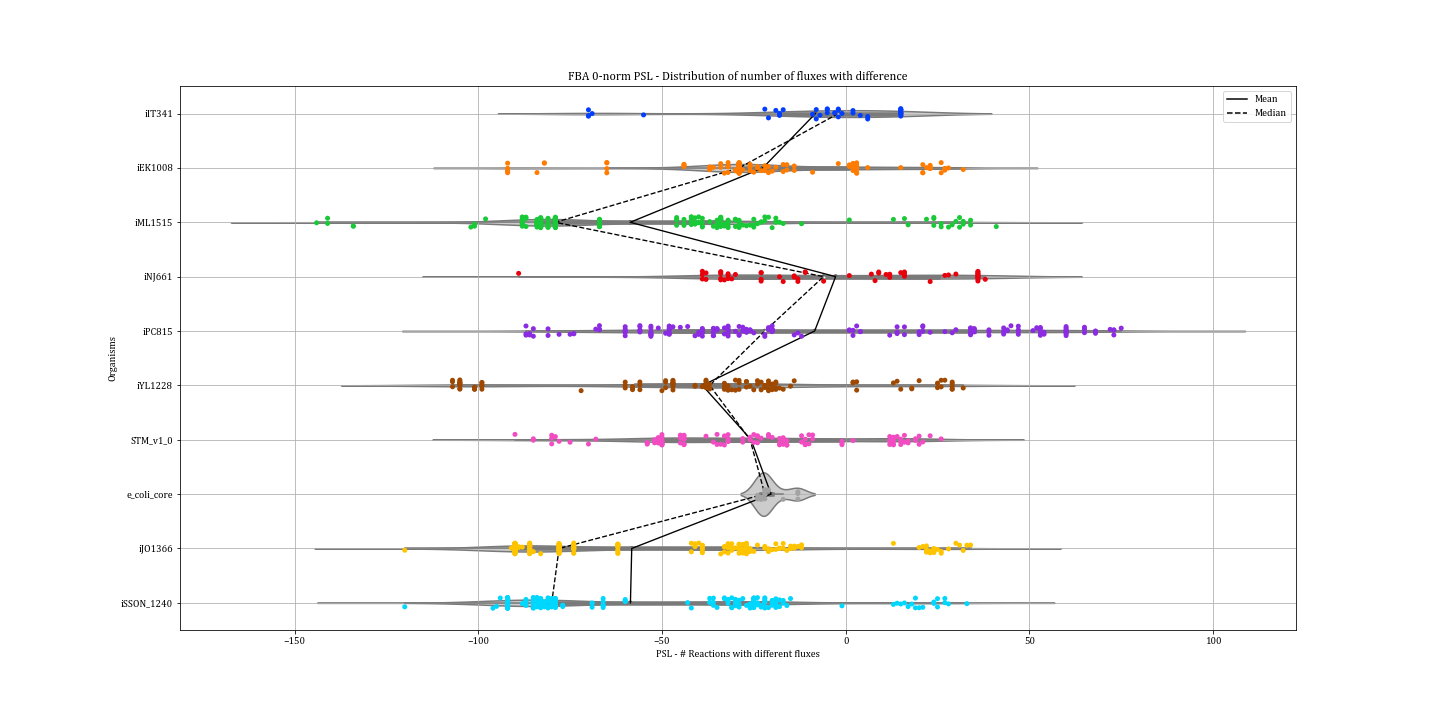 FBA 0-norm PSL - Distribution of number of fluxes with difference
Mean
Median
Organisms
iIT341
iEK1008
iML1515
iNJ661
iPC815
iYL1228
STM_v1_0
e_coli_core
iJO1366
iSSON_1240
−150
−100
−50
0
50
100
PSL - # Reactions with different fluxes